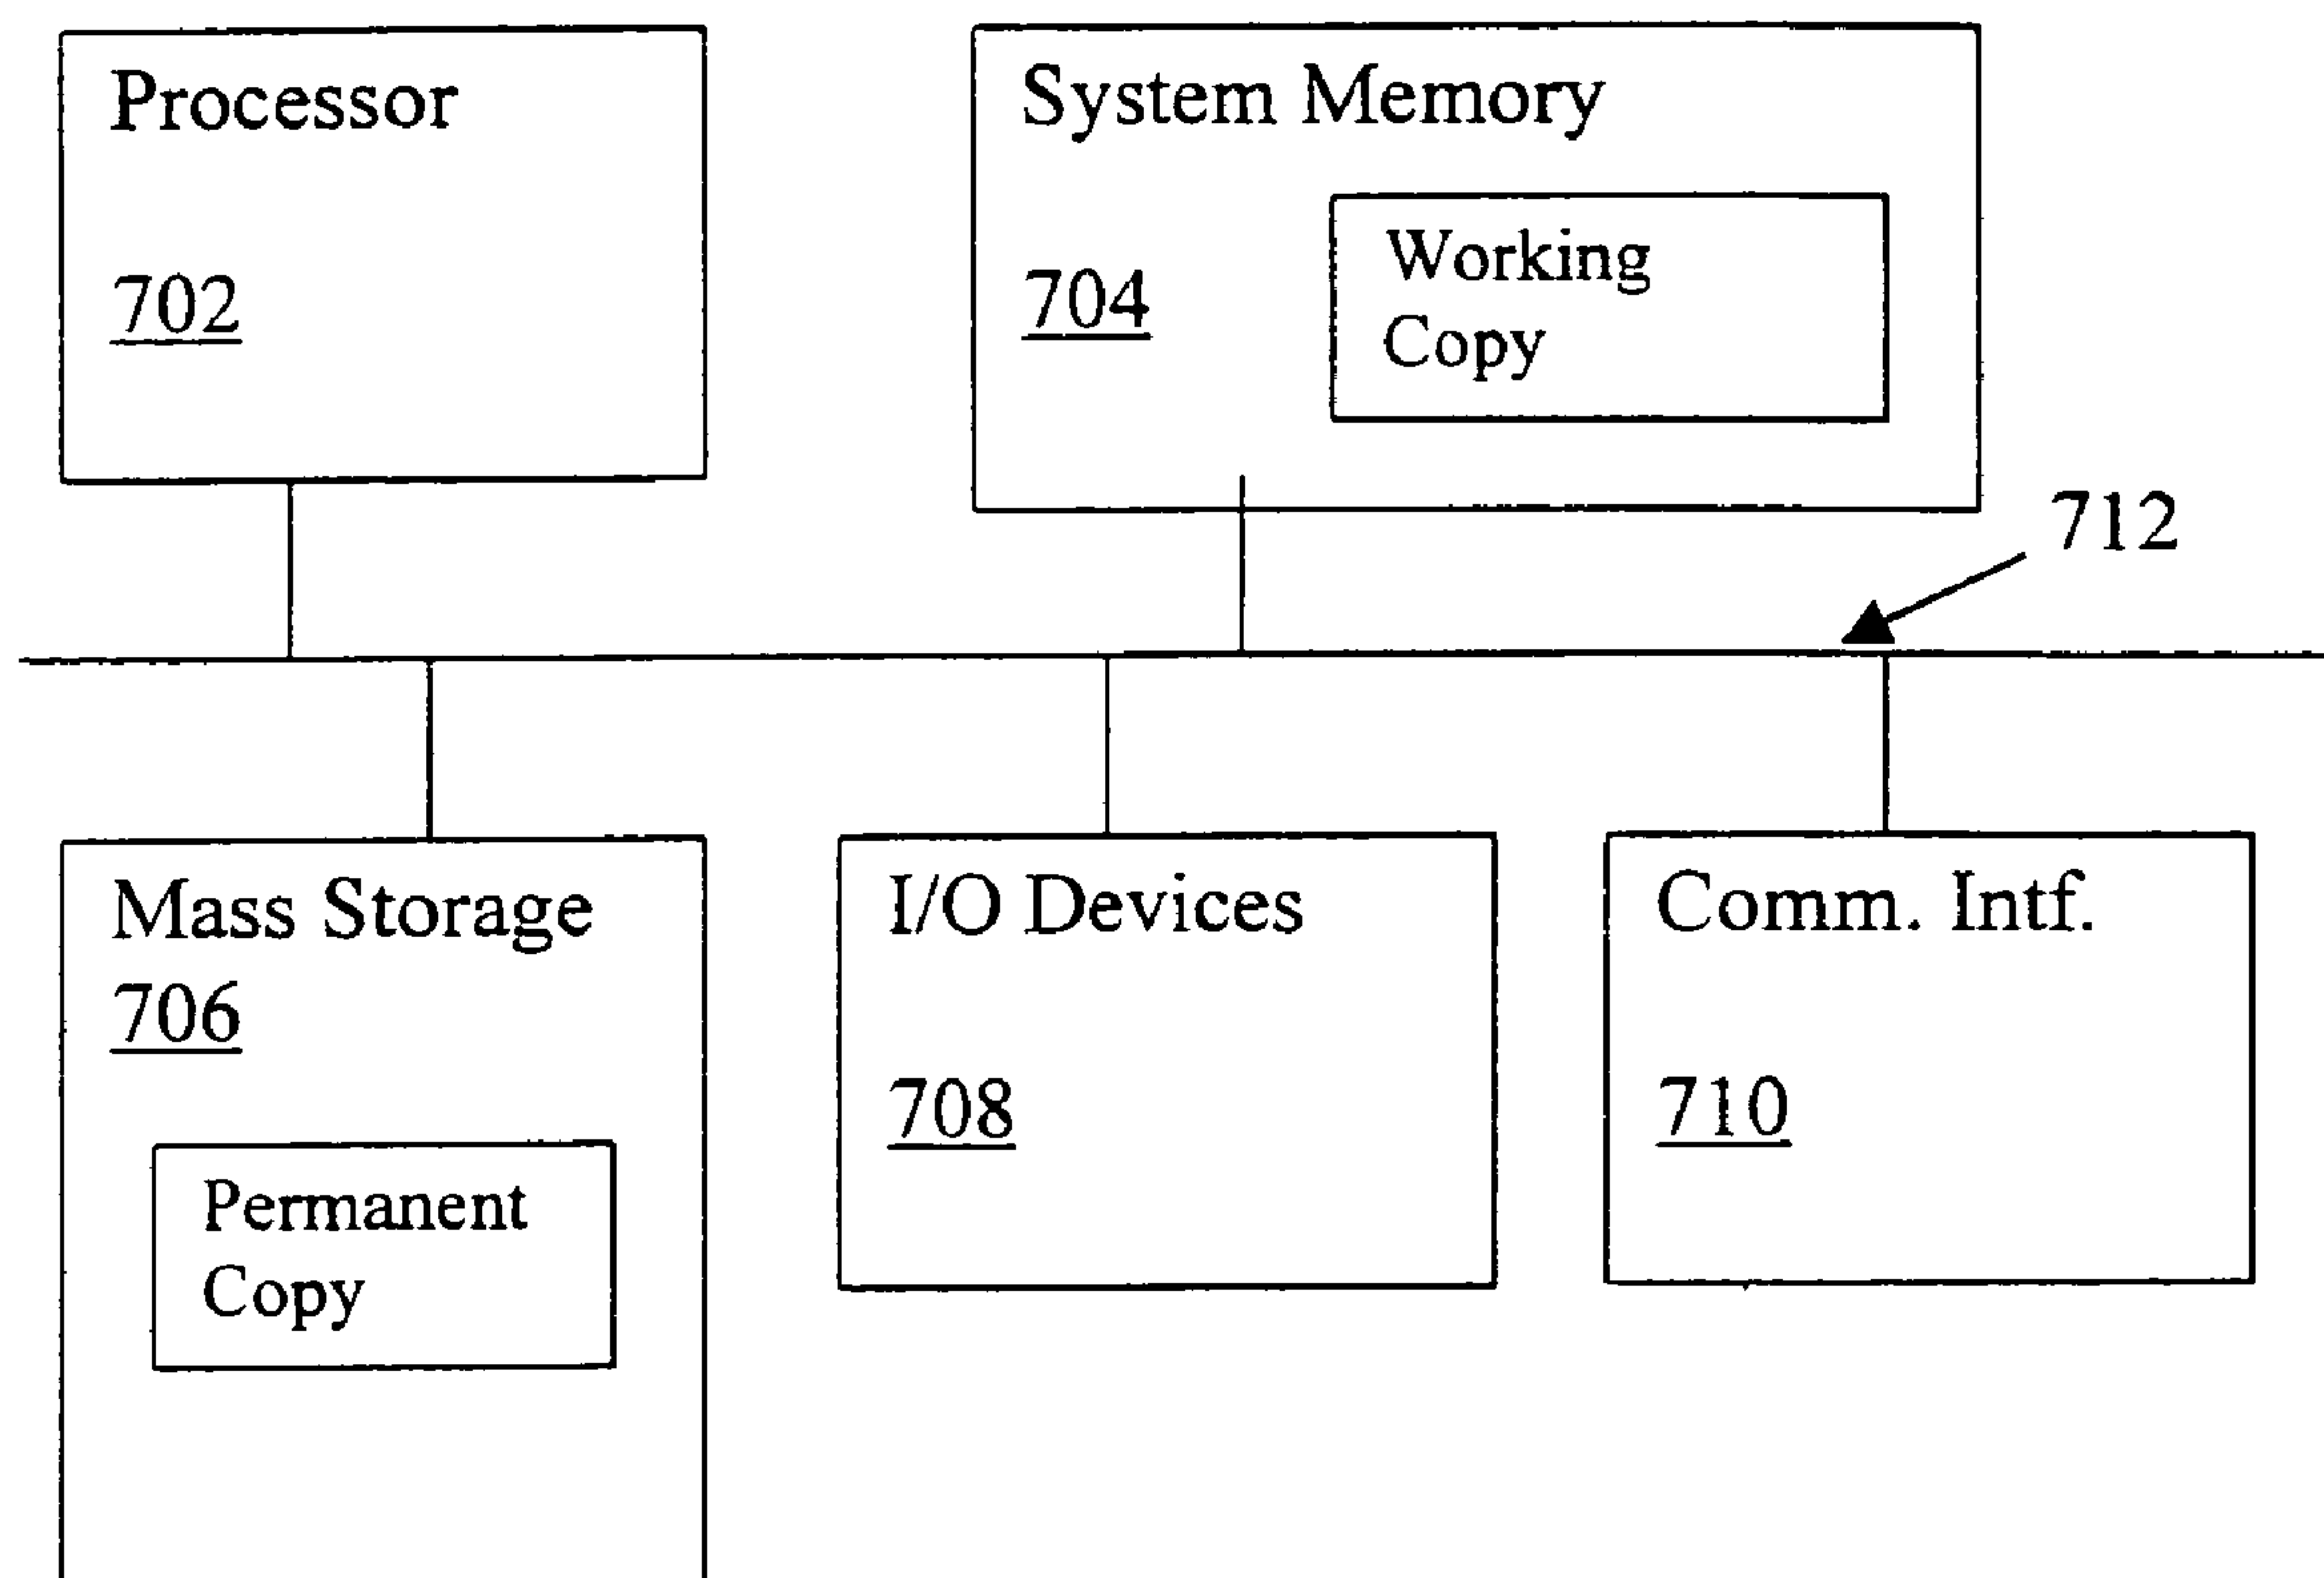 Processor
702
System Memory
704
Working
Copy
712
Mass Storage
706
Permanent
Copy
I/O Devices
708
Comm. Intf.
710